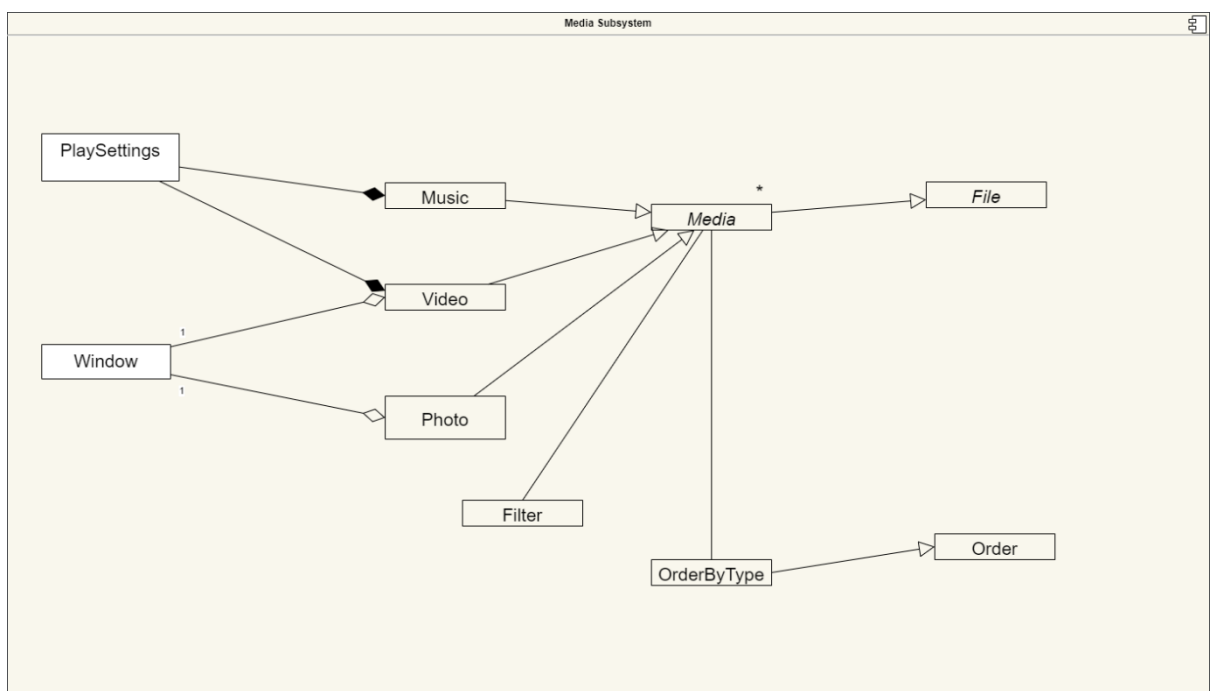 Media Subsystem
PlaySettings
Music
*
File
Media
Video
1
Window
1
Photo
Filter
Order
OrderByType